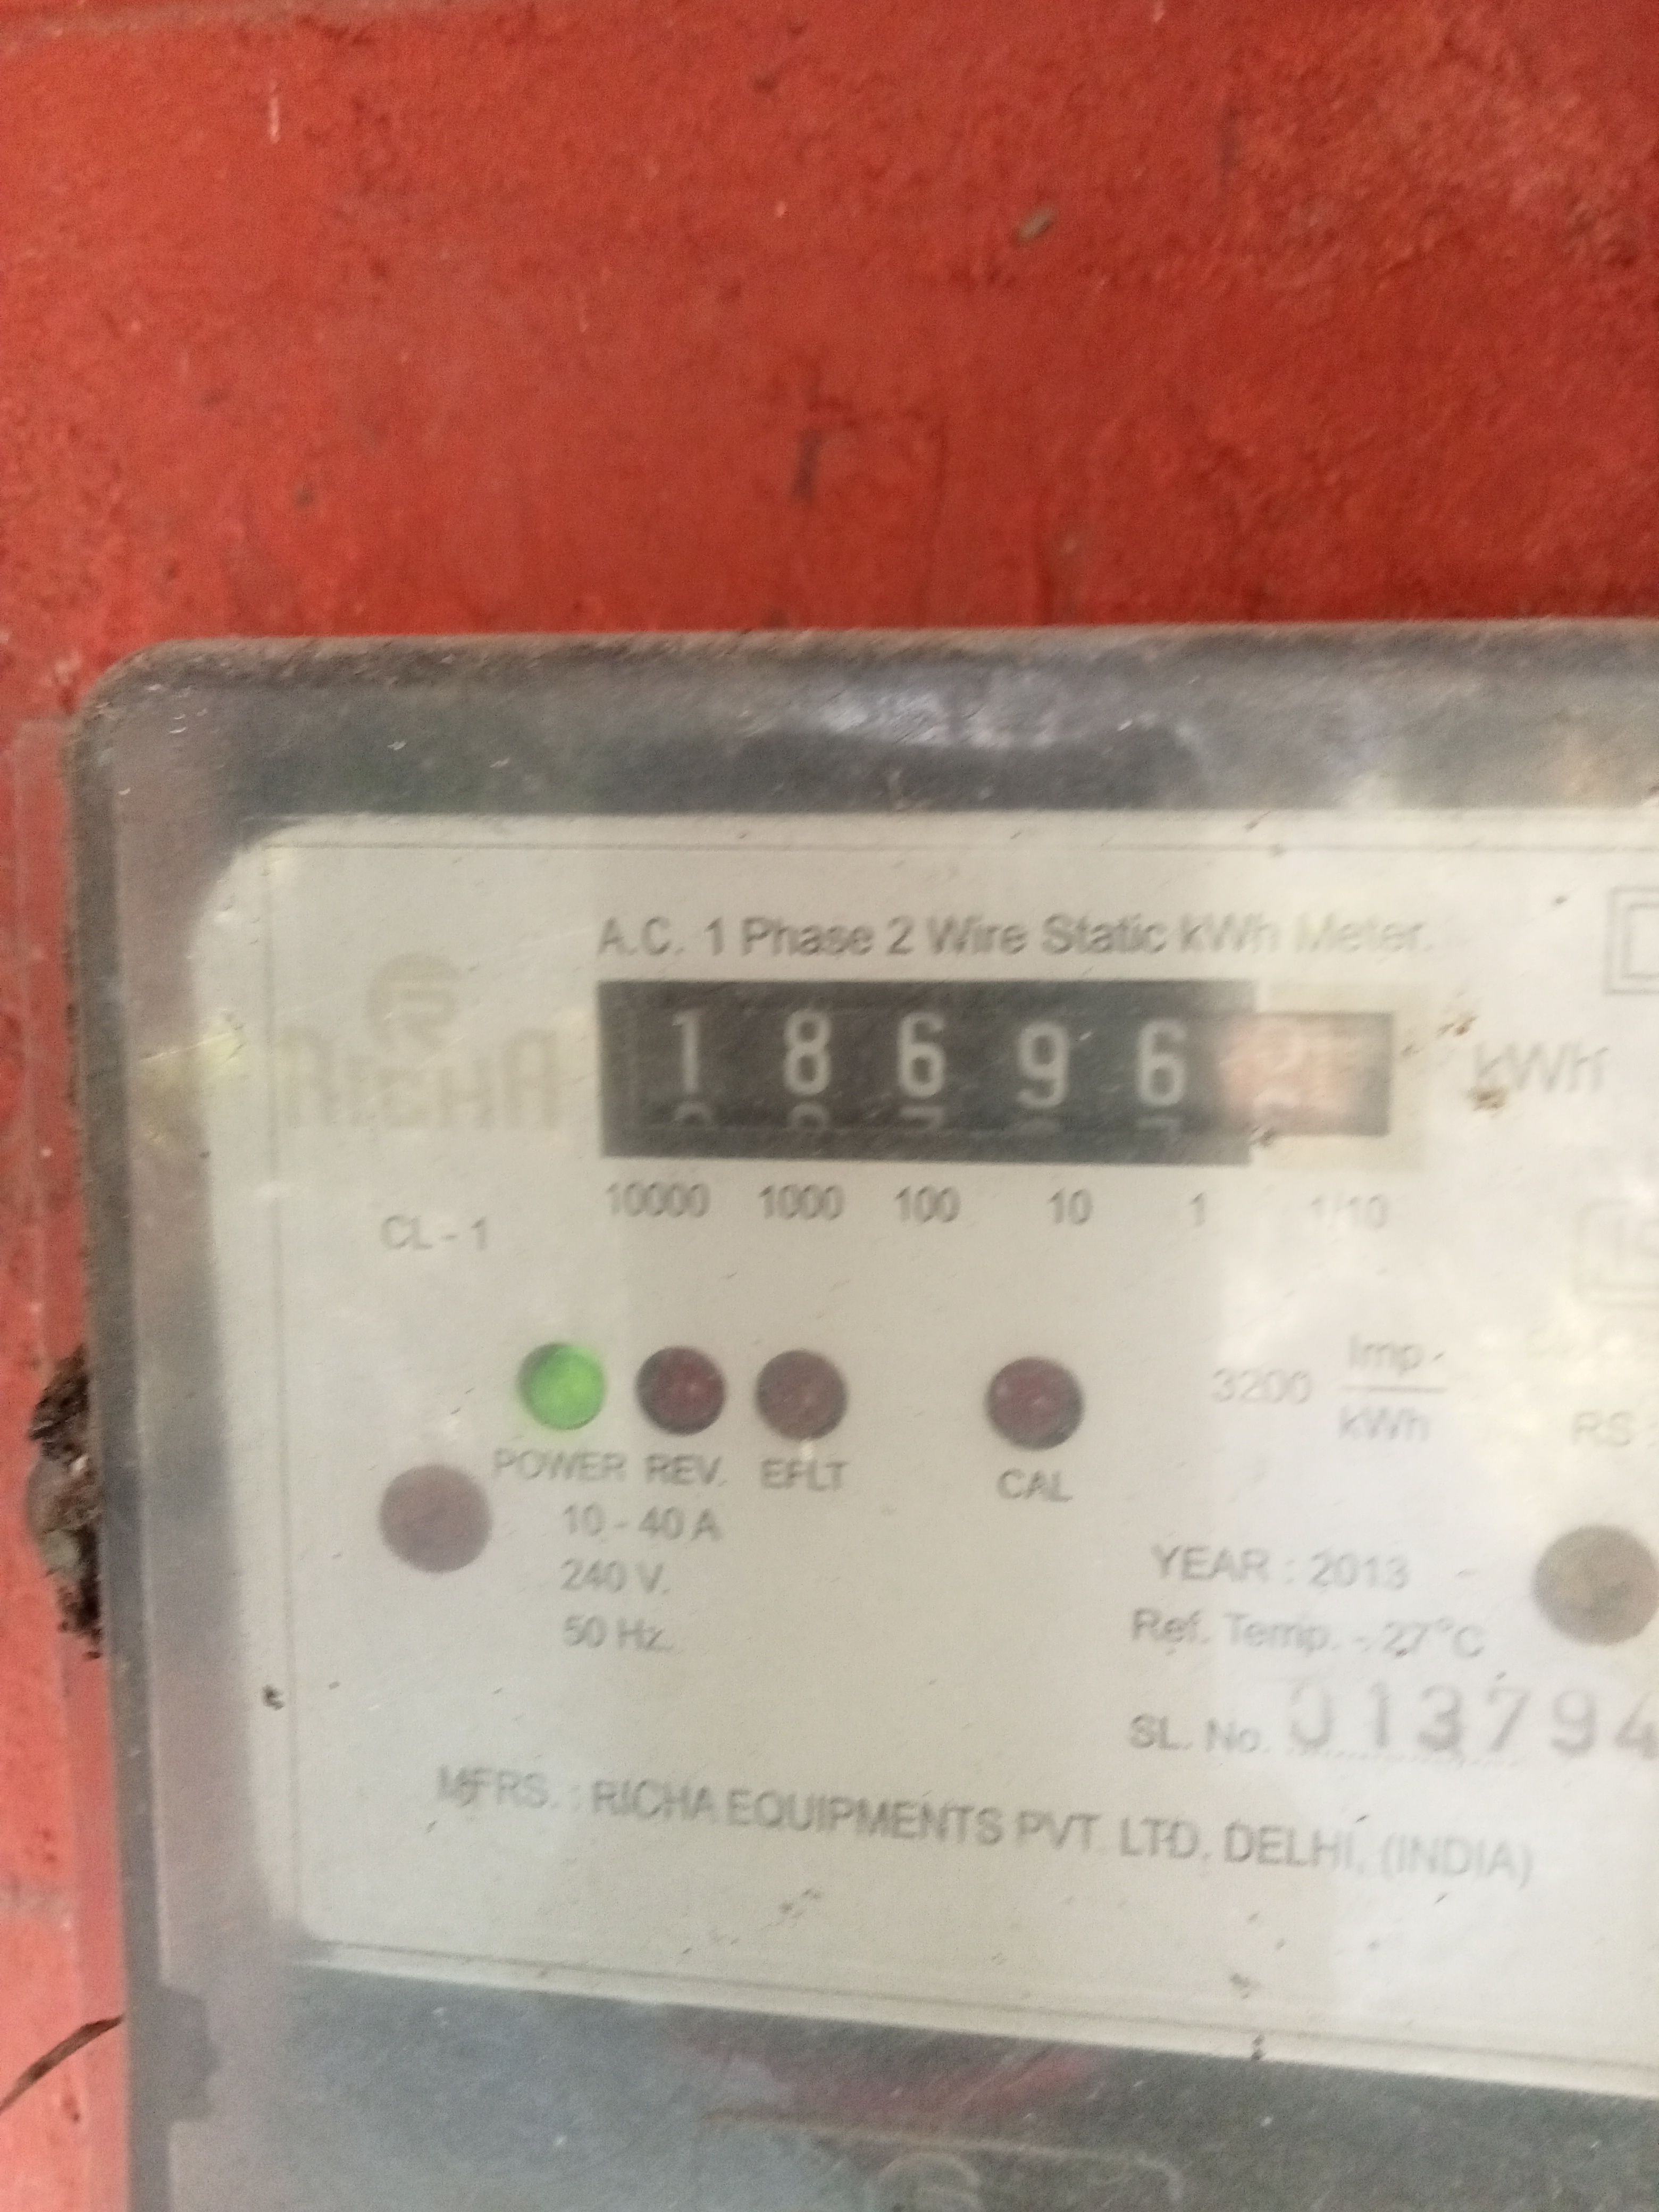 A.C. 1 Phase 2 Wire Static kWh Meter.
RICHA
1 8 6 9 6
kWh
10000 1000 100 10 1 1/10
CL - 1
POWER REV. EFLT CAL
3200 Imp.
kWh
RS
10 - 40 A
240 V.
50 Hz.
YEAR : 2013
Ref. Temp. - 27°C
SL. No. 013794
MFRS. : RICHA EQUIPMENTS PVT. LTD. DELHI, (INDIA)